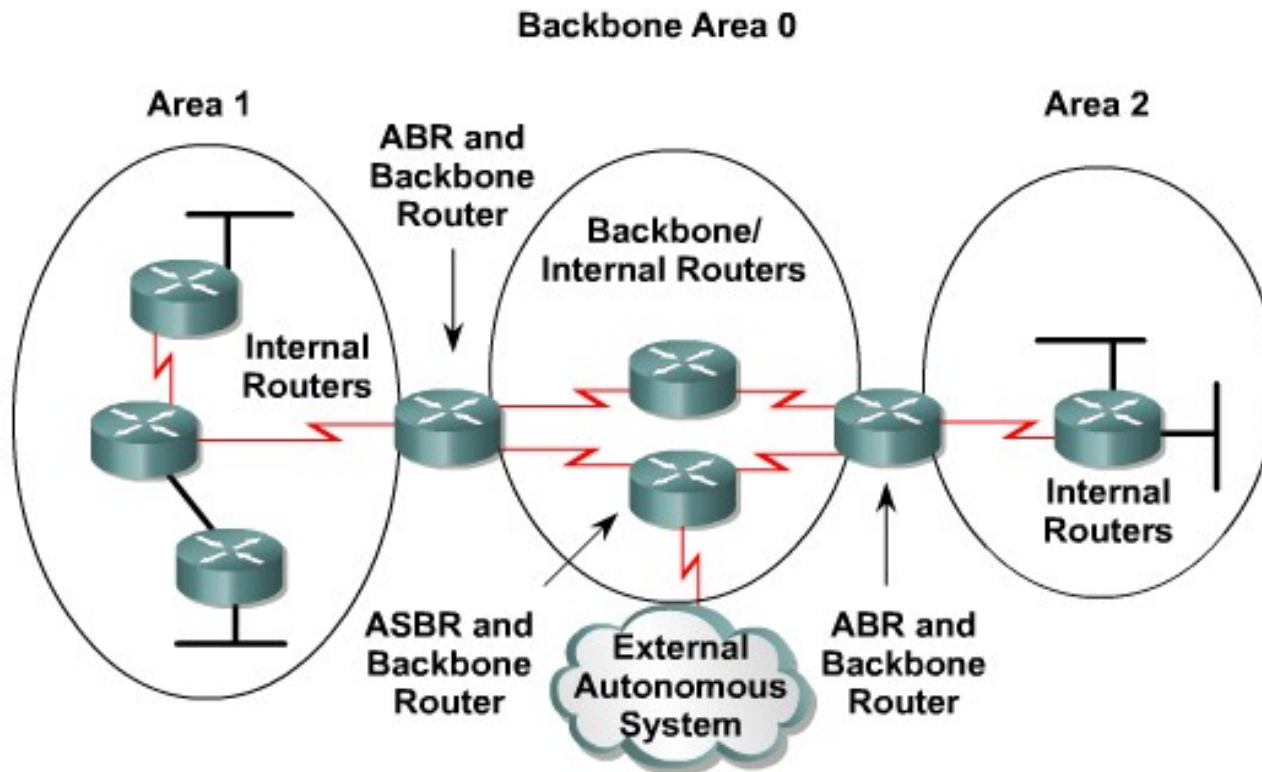 Backbone Area 0
Area 1
Area 2
ABR and
Backbone
Router
Backbone/
Internal Routers
Internal
Routers
Internal
Routers
ASBR and
Backbone
Router
External
Autonomous
System
ABR and
Backbone
Router